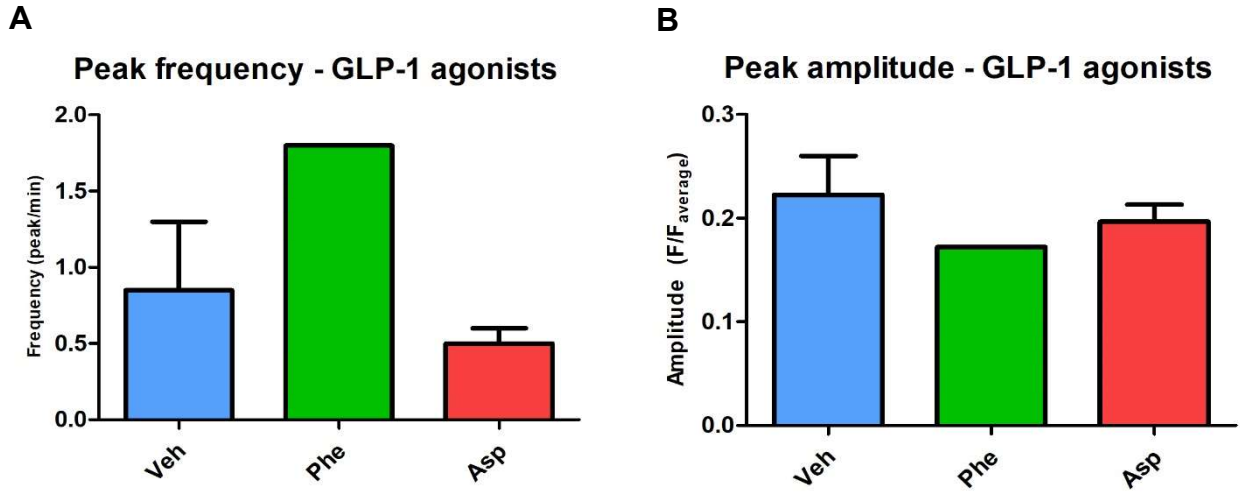 A
Peak frequency - GLP-1 agonists
Frequency (peak/min)
2.0
1.5
1.0
0.5
0.0
Veh
Phe
Asp
B
Peak amplitude - GLP-1 agonists
Amplitude (F/Faverage)
0.3
0.2
0.1
0.0
Veh
Phe
Asp